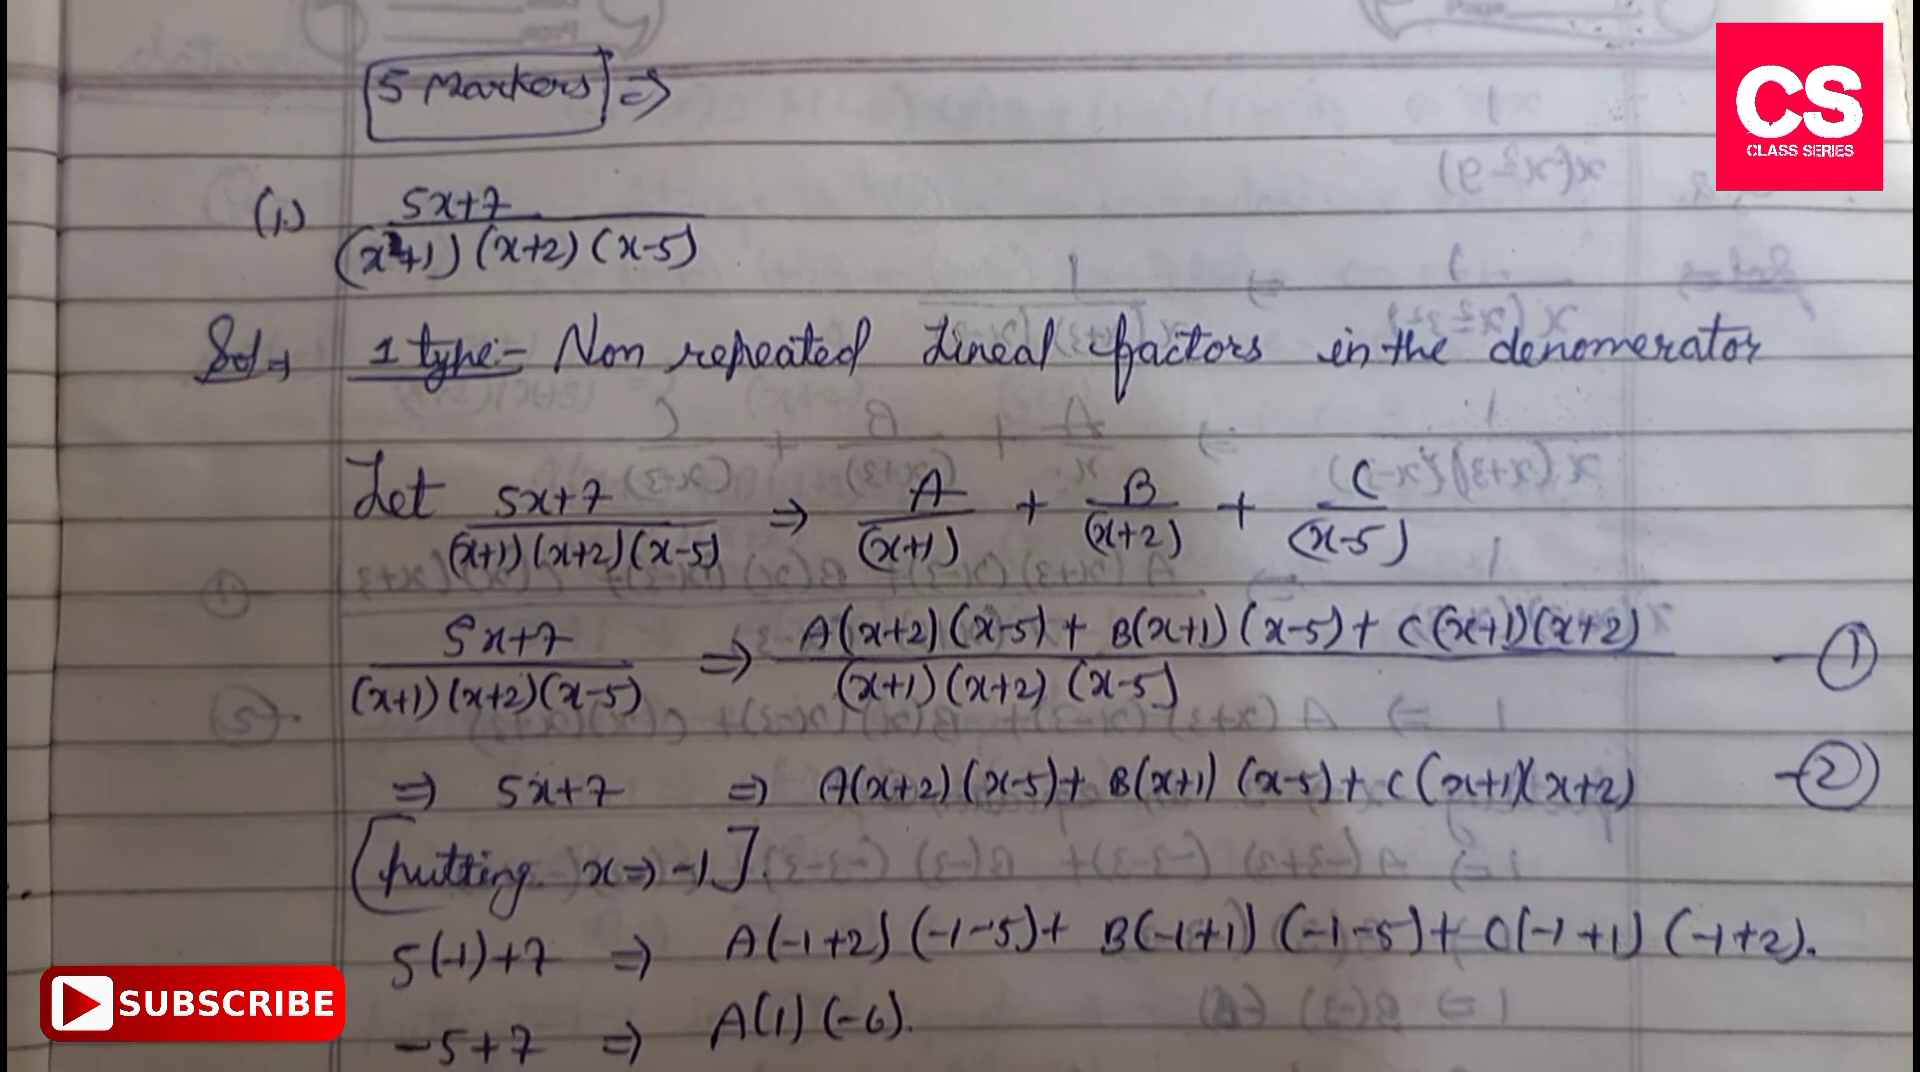 5 Markers ⇒
CS
CLASS SERIES
(1.) 5x+7
(x²+1) (x+2) (x-5)
Sol→ 1 type:- Non repeated Lineal factors in the denomerator
Let 5x+7/(x+1)(x+2)(x-5) ⇒ A/(x+1) + B/(x+2) + C/(x-5)
5x+7/(x+1)(x+2)(x-5) ⇒ A(x+2)(x-5)+ B(x+1)(x-5)+ C(x+1)(x+2)/(x+1)(x+2)(x-5) -①
⇒ 5x+7 ⇒ A(x+2)(x-5)+ B(x+1)(x-5)+ C(x+1)(x+2) -②
[putting x⇒ -1].
5(-1)+7 ⇒ A(-1+2)(-1-5)+ B(-1+1)(-1-5)+ C(-1+1)(-1+2).
-5+7 ⇒ A(1)(-6).
SUBSCRIBE